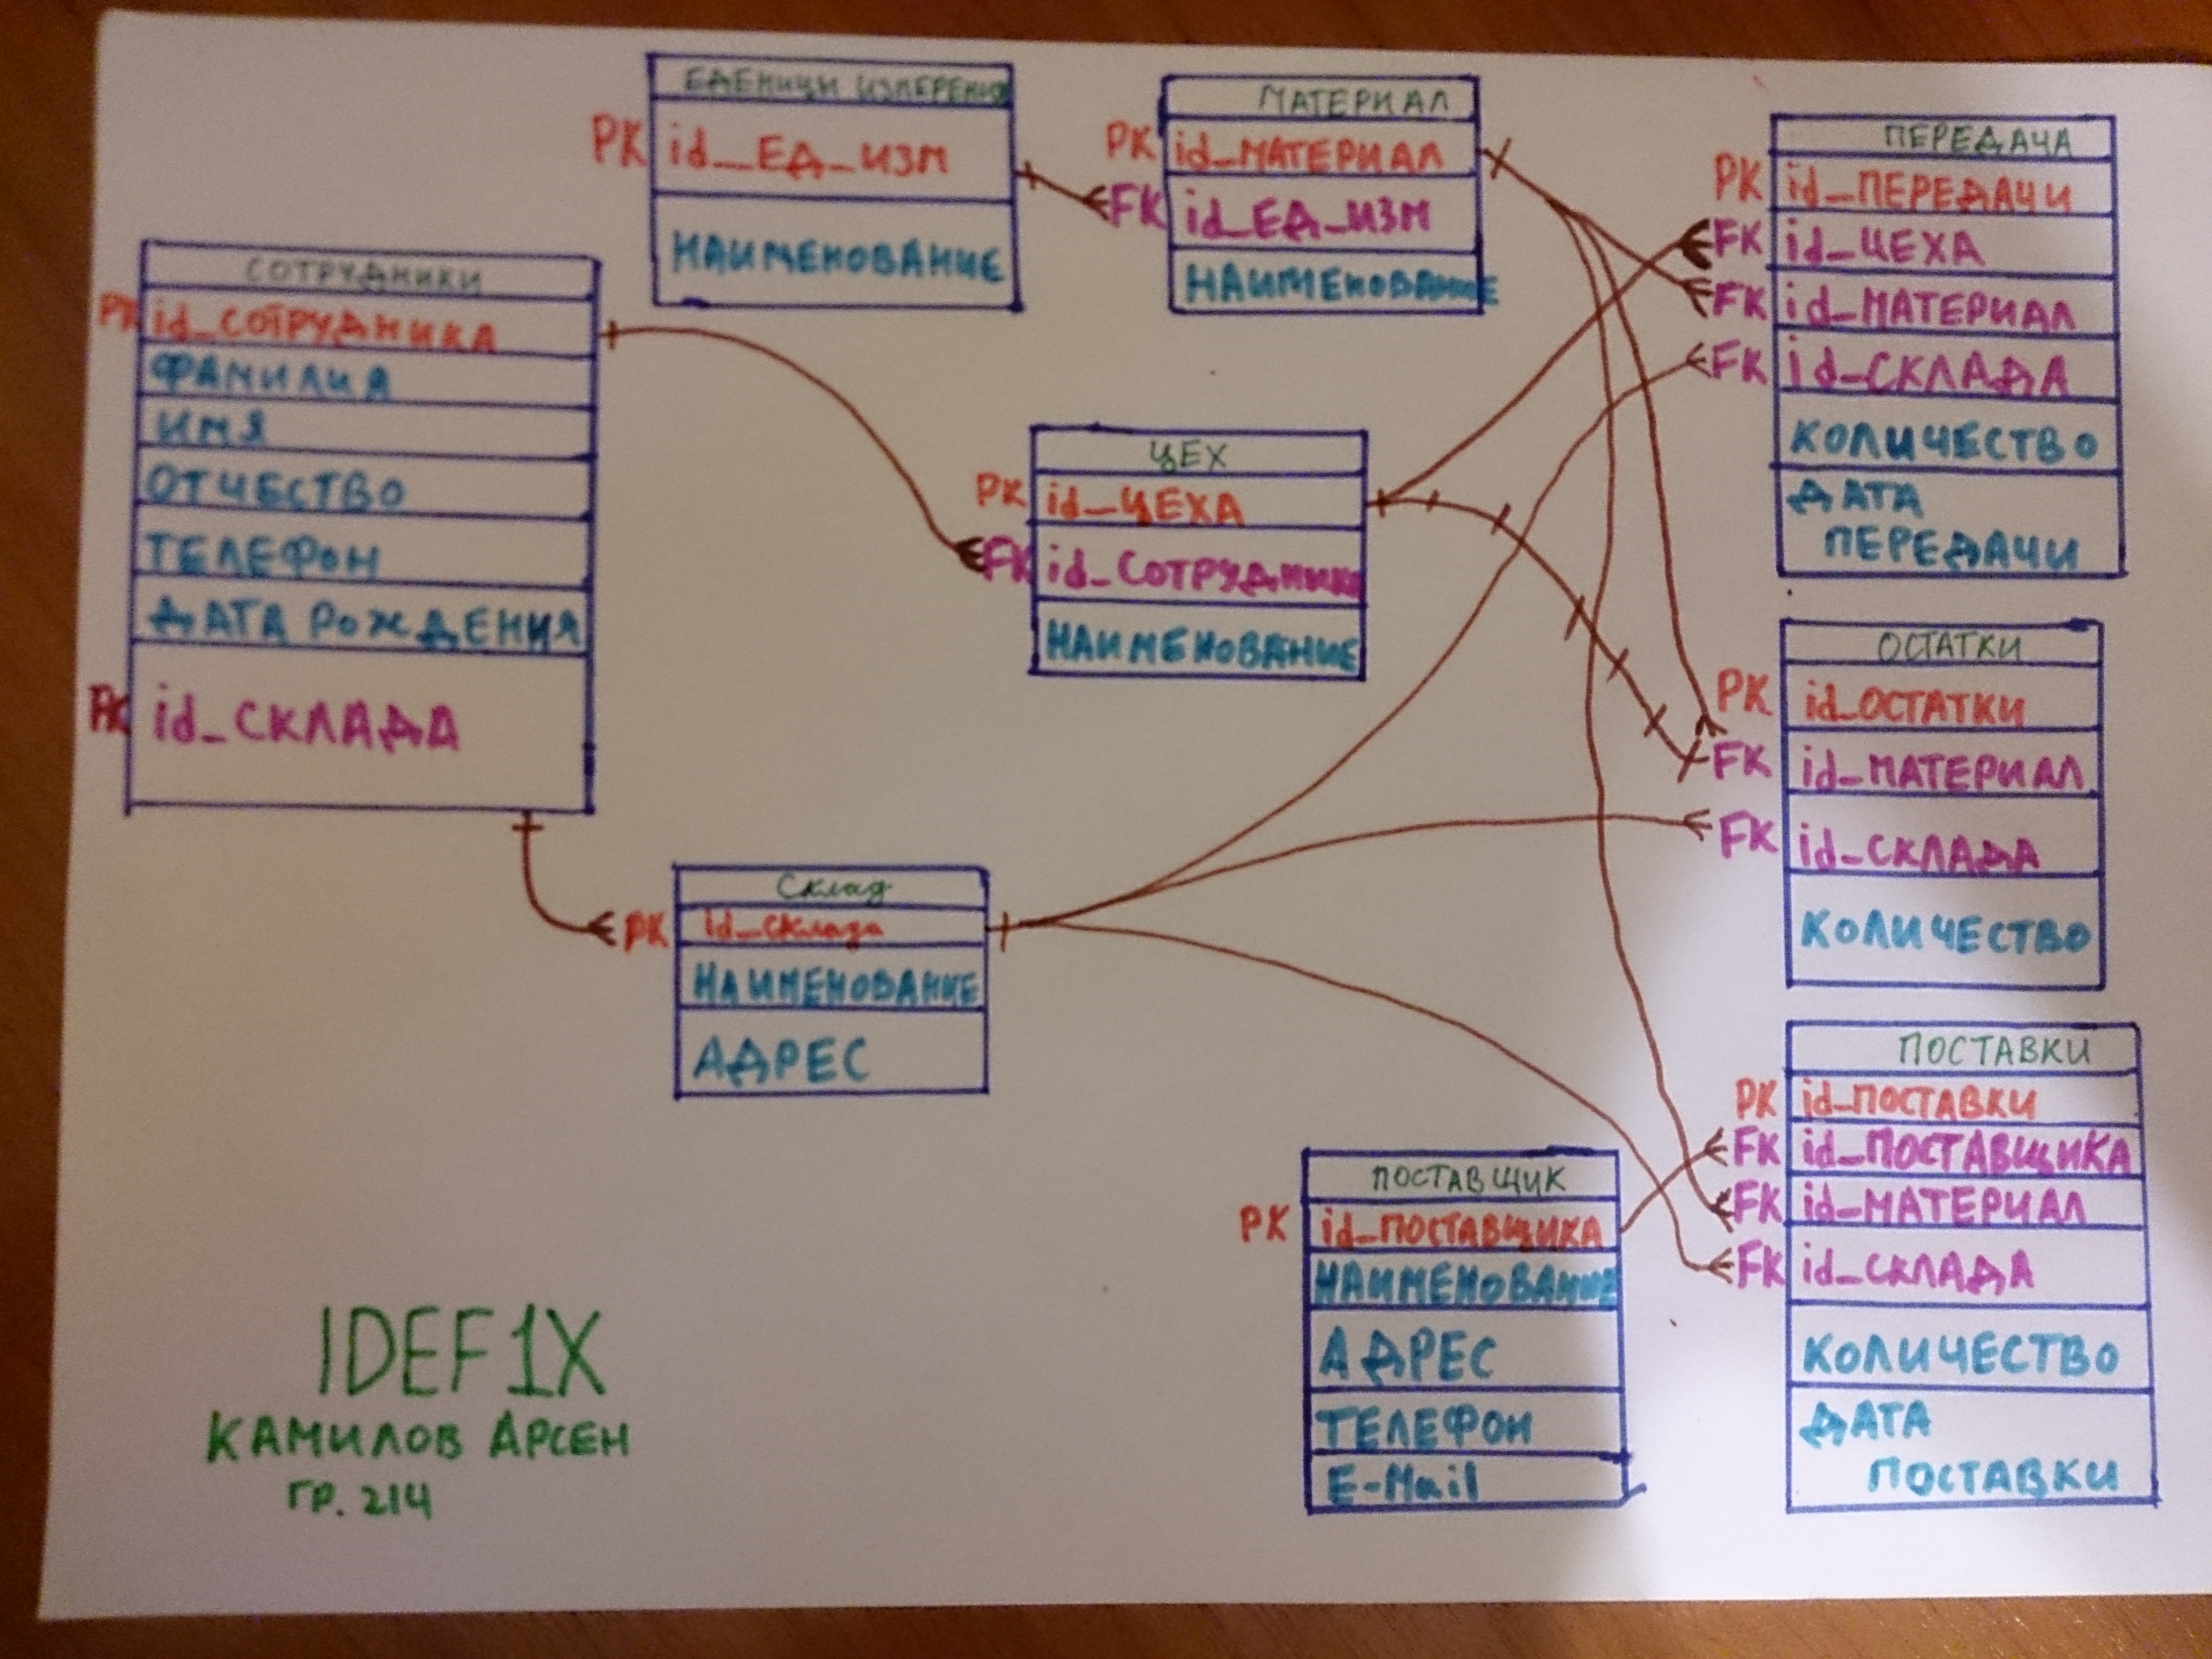 ЕДЕНИЦЫ ИЗМЕРЕНИЯ
PK id_ЕД_ИЗМ
НАИМЕНОВАНИЕ
МАТЕРИАЛ
PK id_МАТЕРИАЛ
FK id_ЕД_ИЗМ
НАИМЕНОВАНИЕ
ПЕРЕДАЧА
PK id_ПЕРЕДАЧИ
FK id_ЦЕХА
FK id_МАТЕРИАЛ
FK id_СКЛАДА
КОЛИЧЕСТВО
ДАТА
ПЕРЕДАЧИ
СОТРУДНИКИ
PK id_СОТРУДНИКА
ФАМИЛИЯ
ИМЯ
ОТЧЕСТВО
ТЕЛЕФОН
ДАТА РОЖДЕНИЯ
FK id_СКЛАДА
ЦЕХ
PK id_ЦЕХА
FK id_СОТРУДНИКА
НАИМЕНОВАНИЕ
ОСТАТКИ
PK id_ОСТАТКИ
FK id_МАТЕРИАЛ
FK id_СКЛАДА
КОЛИЧЕСТВО
Склад
PK id_склада
НАИМЕНОВАНИЕ
АДРЕС
ПОСТАВКИ
PK id_ПОСТАВКИ
FK id_ПОСТАВЩИКА
FK id_МАТЕРИАЛ
FK id_СКЛАДА
КОЛИЧЕСТВО
ДАТА
ПОСТАВКИ
ПОСТАВЩИК
PK id_ПОСТАВЩИКА
НАИМЕНОВАНИЕ
АДРЕС
ТЕЛЕФОН
E-Mail
IDEF1X
КАМИЛОВ АРСЕН
ГР. 214